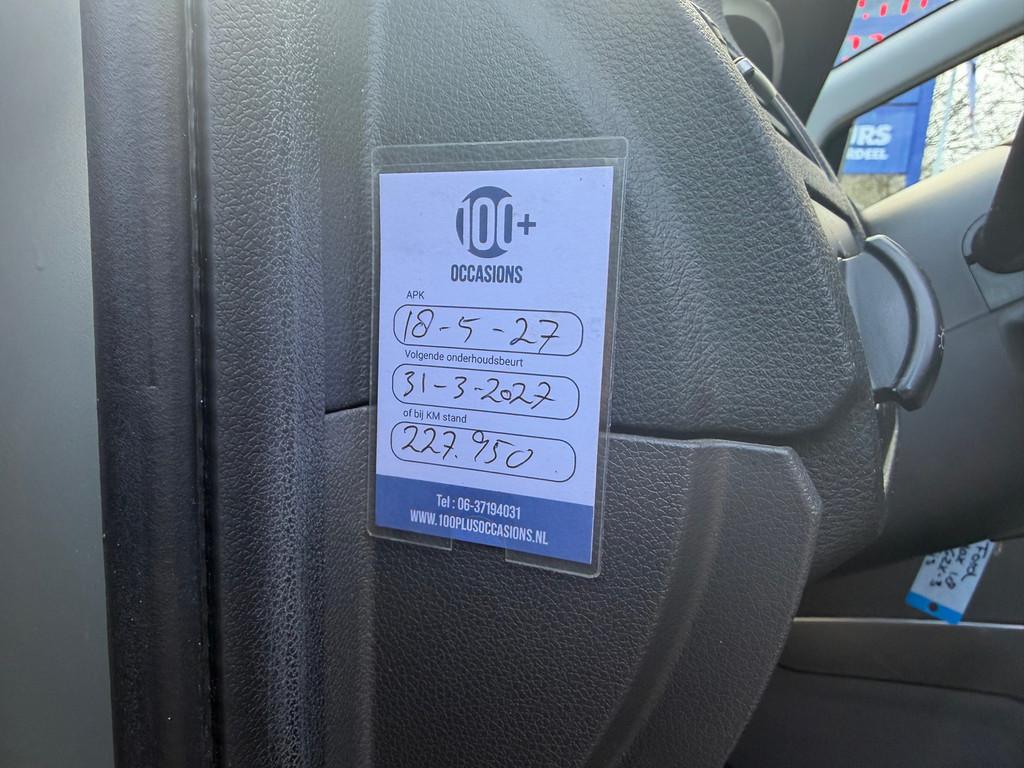 100+
OCCASIONS
APK
18-5-27
Volgende onderhoudsbeurt
31-3-2027
of bij KM stand
227.950
Tel : 06-37194031
WWW.100PLUSOCCASIONS.NL
Ford